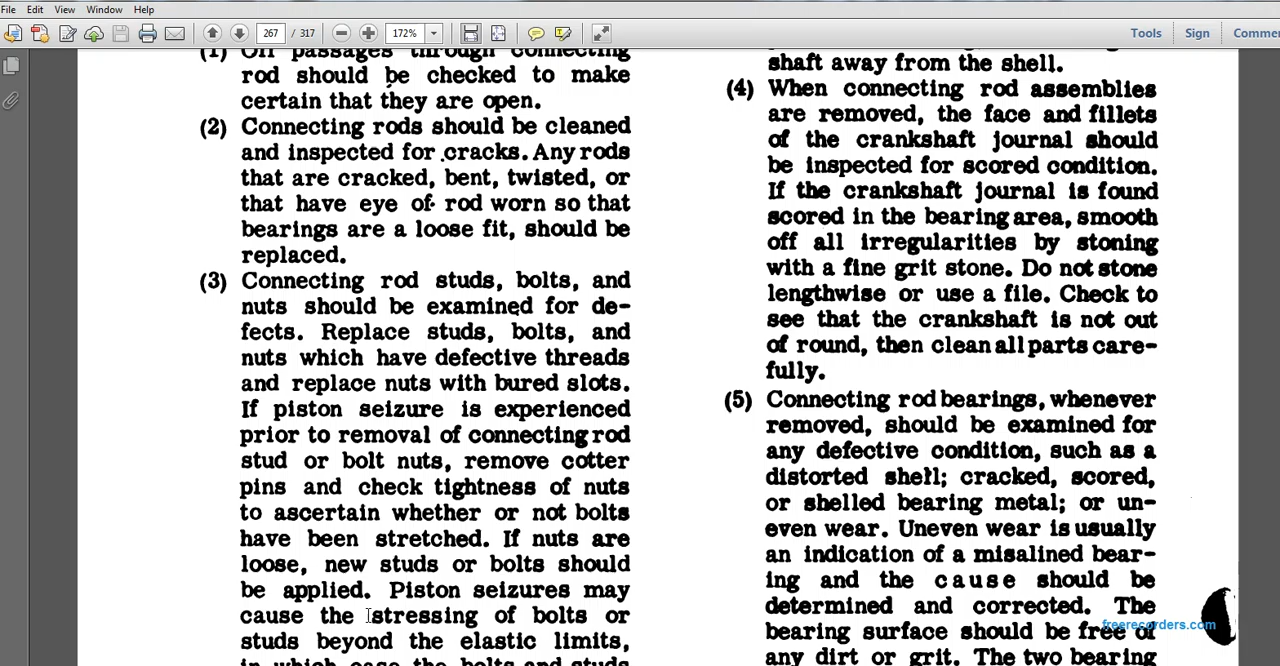 File Edit View Window Help
267 / 317 172% Tools Sign Comme
(1) Oil passages through connecting
rod should be checked to make
certain that they are open.
(2) Connecting rods should be cleaned
and inspected for cracks. Any rods
that are cracked, bent, twisted, or
that have eye of rod worn so that
bearings are a loose fit, should be
replaced.
(3) Connecting rod studs, bolts, and
nuts should be examined for de-
fects. Replace studs, bolts, and
nuts which have defective threads
and replace nuts with bured slots.
If piston seizure is experienced
prior to removal of connecting rod
stud or bolt nuts, remove cotter
pins and check tightness of nuts
to ascertain whether or not bolts
have been stretched. If nuts are
loose, new studs or bolts should
be applied. Piston seizures may
cause the stressing of bolts or
studs beyond the elastic limits,
in which case the bolts and studs
shaft away from the shell.
(4) When connecting rod assemblies
are removed, the face and fillets
of the crankshaft journal should
be inspected for scored condition.
If the crankshaft journal is found
scored in the bearing area, smooth
off all irregularities by stoning
with a fine grit stone. Do not stone
lengthwise or use a file. Check to
see that the crankshaft is not out
of round, then clean all parts care-
fully.
(5) Connecting rod bearings, whenever
removed, should be examined for
any defective condition, such as a
distorted shell; cracked, scored,
or shelled bearing metal; or un-
even wear. Uneven wear is usually
an indication of a misalined bear-
ing and the cause should be
determined and corrected. The
bearing surface should be free of
any dirt or grit. The two bearing
freerecorders.com